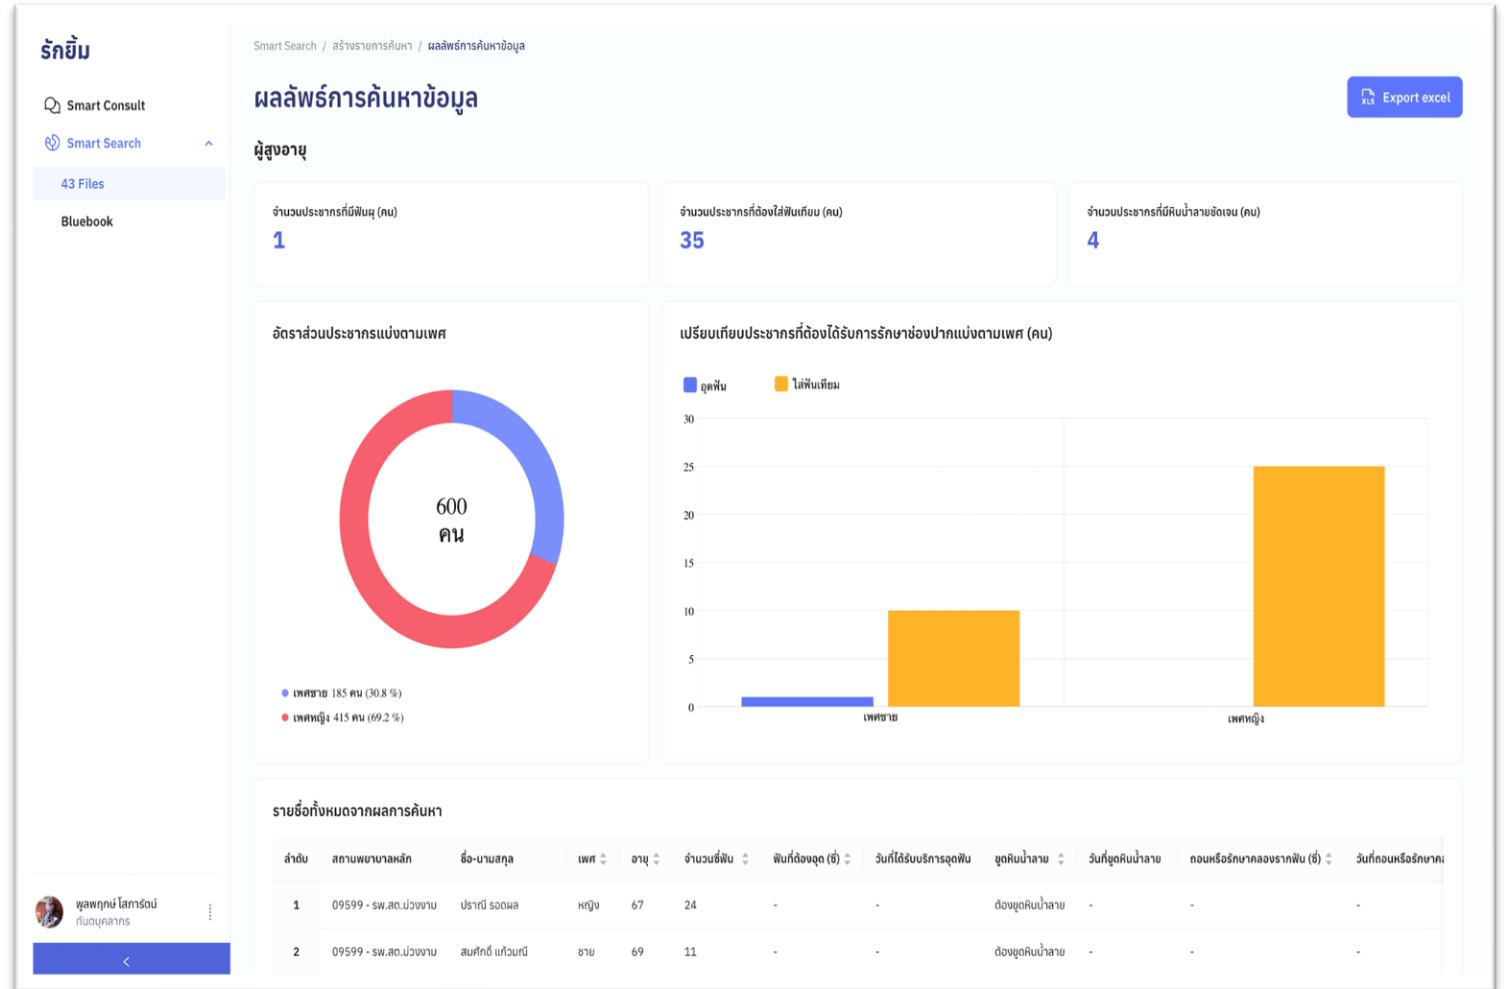 รักยิ้ม
Smart Consult
Smart Search
43 Files
Bluebook
พูลพฤกษ์ โสภารัตน์
ทันตบุคลากร
Smart Search / สร้างรายการค้นหา / ผลลัพธ์การค้นหาข้อมูล
ผลลัพธ์การค้นหาข้อมูล
XLS Export excel
ผู้สูงอายุ
จำนวนประชากรที่มีฟันผุ (คน)
1
จำนวนประชากรที่ต้องใส่ฟันเทียม (คน)
35
จำนวนประชากรที่มีหินน้ำลายชัดเจน (คน)
4
อัตราส่วนประชากรแบ่งตามเพศ
600
คน
เพศชาย 185 คน (30.8 %)
เพศหญิง 415 คน (69.2 %)
เปรียบเทียบประชากรที่ต้องได้รับการรักษาช่องปากแบ่งตามเพศ (คน)
อุดฟัน ใส่ฟันเทียม
30
25
20
15
10
5
0
เพศชาย เพศหญิง
รายชื่อทั้งหมดจากผลการค้นหา
ลำดับ สถานพยาบาลหลัก ชื่อ-นามสกุล เพศ อายุ จำนวนซี่ฟัน ฟันที่ต้องอุด (ซี่) วันที่ได้รับบริการอุดฟัน ขูดหินน้ำลาย วันที่ขูดหินน้ำลาย ถอนหรือรักษาคลองรากฟัน (ซี่) วันที่ถอนหรือรักษาคล
1 09599 - รพ.สต.ม่วงงาม ปราณี รอดผล หญิง 67 24 - - ต้องขูดหินน้ำลาย - - -
2 09599 - รพ.สต.ม่วงงาม สมศักดิ์ แก้วมณี ชาย 69 11 - - ต้องขูดหินน้ำลาย - - -